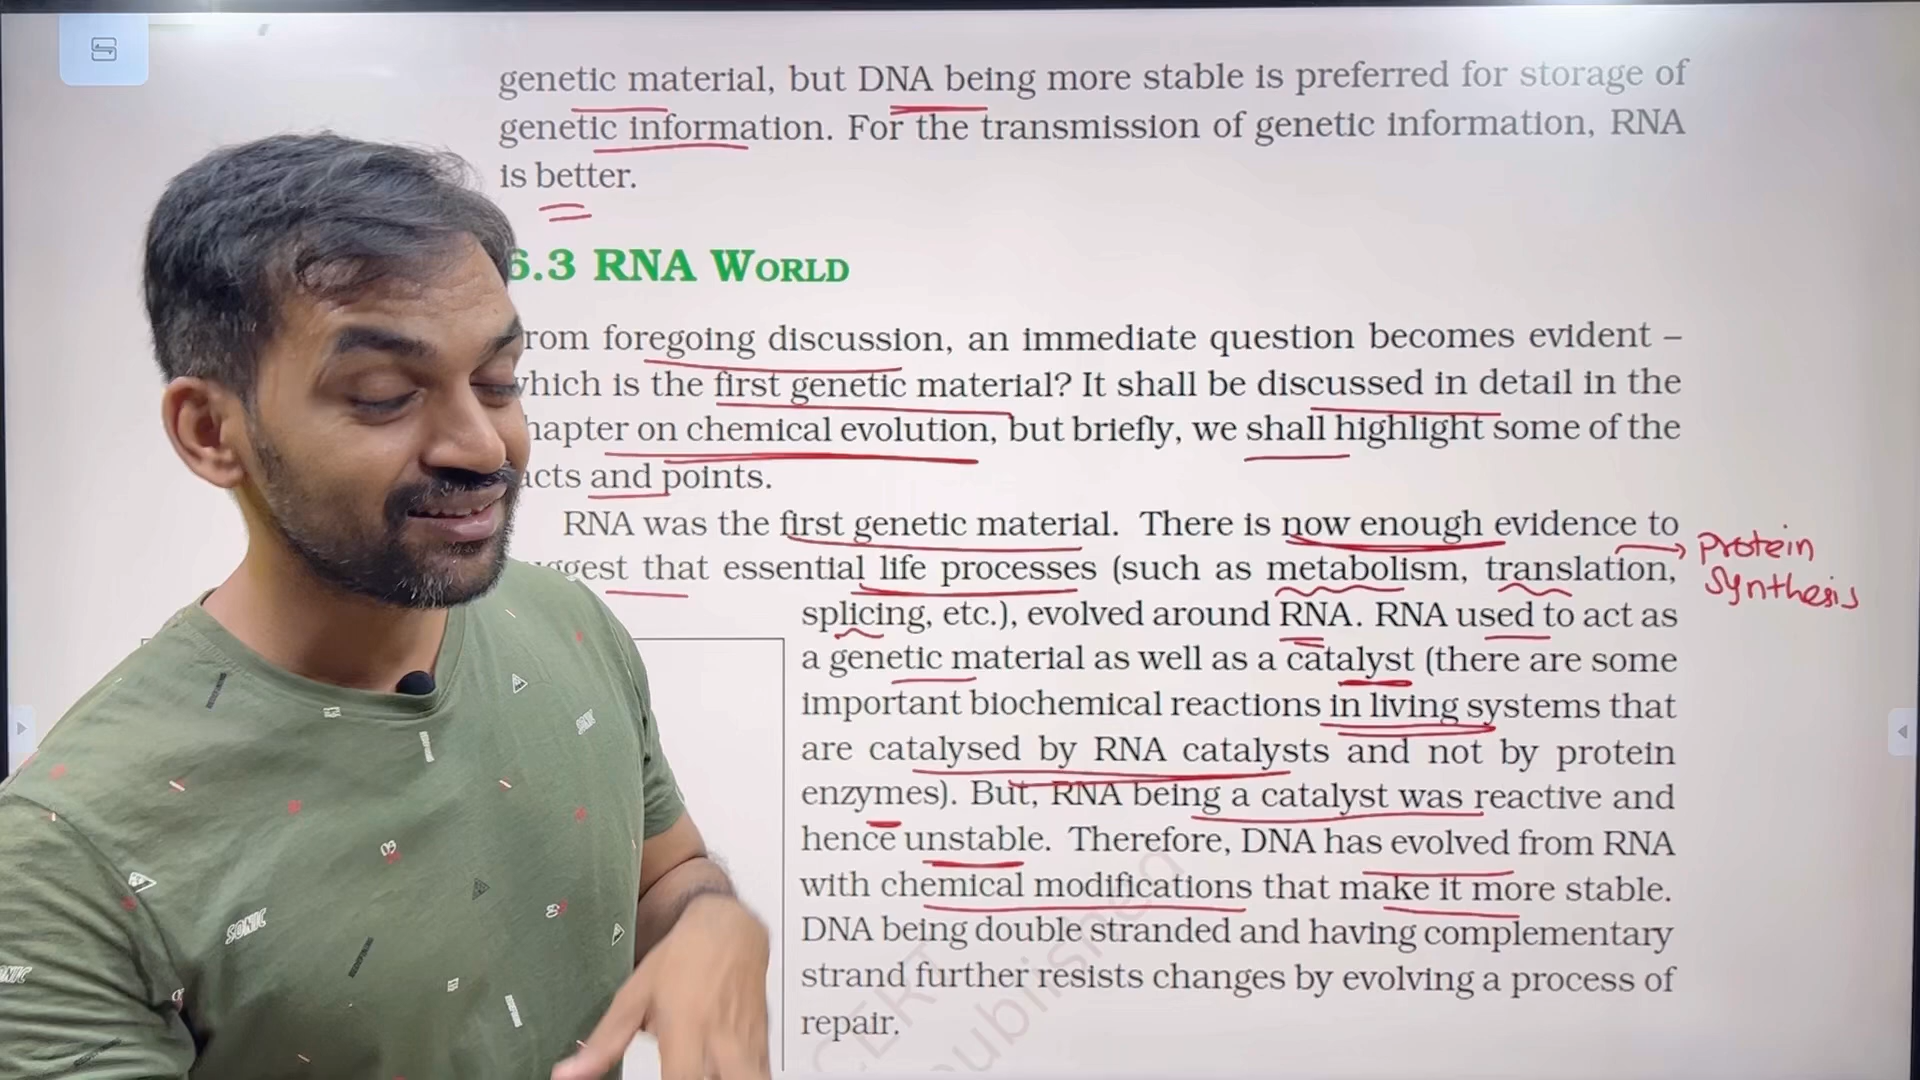 genetic material, but DNA being more stable is preferred for storage of
genetic information. For the transmission of genetic information, RNA
is better.
6.3 RNA WORLD
rom foregoing discussion, an immediate question becomes evident –
which is the first genetic material? It shall be discussed in detail in the
hapter on chemical evolution, but briefly, we shall highlight some of the
acts and points.
RNA was the first genetic material. There is now enough evidence to
uggest that essential life processes (such as metabolism, translation,
protein
synthesis
splicing, etc.), evolved around RNA. RNA used to act as
a genetic material as well as a catalyst (there are some
important biochemical reactions in living systems that
are catalysed by RNA catalysts and not by protein
enzymes). But, RNA being a catalyst was reactive and
hence unstable. Therefore, DNA has evolved from RNA
with chemical modifications that make it more stable.
DNA being double stranded and having complementary
strand further resists changes by evolving a process of
repair.
SONIC